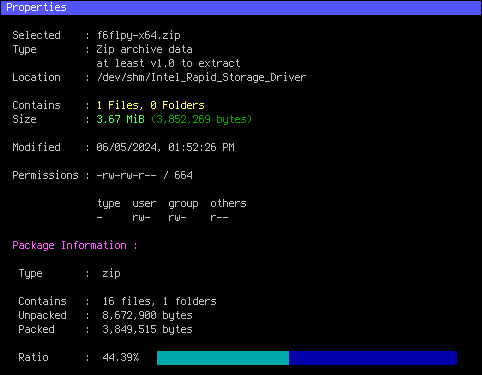 Properties
Selected : f6flpy-x64.zip
Type : Zip archive data
at least v1.0 to extract
Location : /dev/shm/Intel_Rapid_Storage_Driver
Contains : 1 Files, 0 Folders
Size : 3.67 MiB (3,852,269 bytes)
Modified : 06/05/2024, 01:52:26 PM
Permissions : -rw-rw-r-- / 664
type user group others
- rw- rw- r--
Package Information :
Type : zip
Contains : 16 files, 1 folders
Unpacked : 8,672,900 bytes
Packed : 3,849,515 bytes
Ratio : 44.39%